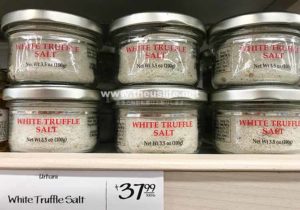 WHITE TRUFFLE
SALT
Net Wt 3.5 oz (100g)
WHITE TRUFFLE
SALT
Net Wt 3.5 oz (100g)
WHITE TRUFFLE
SALT
Net Wt 3.5 oz (100g)
www.theuslife.net
WHITE TRUFFLE
SALT
Net Wt 3.5 oz (100g)
WHITE TRUFFLE
SALT
Net Wt 3.5 oz (100g)
WHITE TRUFFLE
SALT
Net Wt 3.5 oz (100g)
Urbani
White Truffle Salt
$37.99